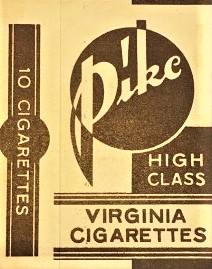 10 CIGARETTES
Pike
HIGH
CLASS
VIRGINIA
CIGARETTES